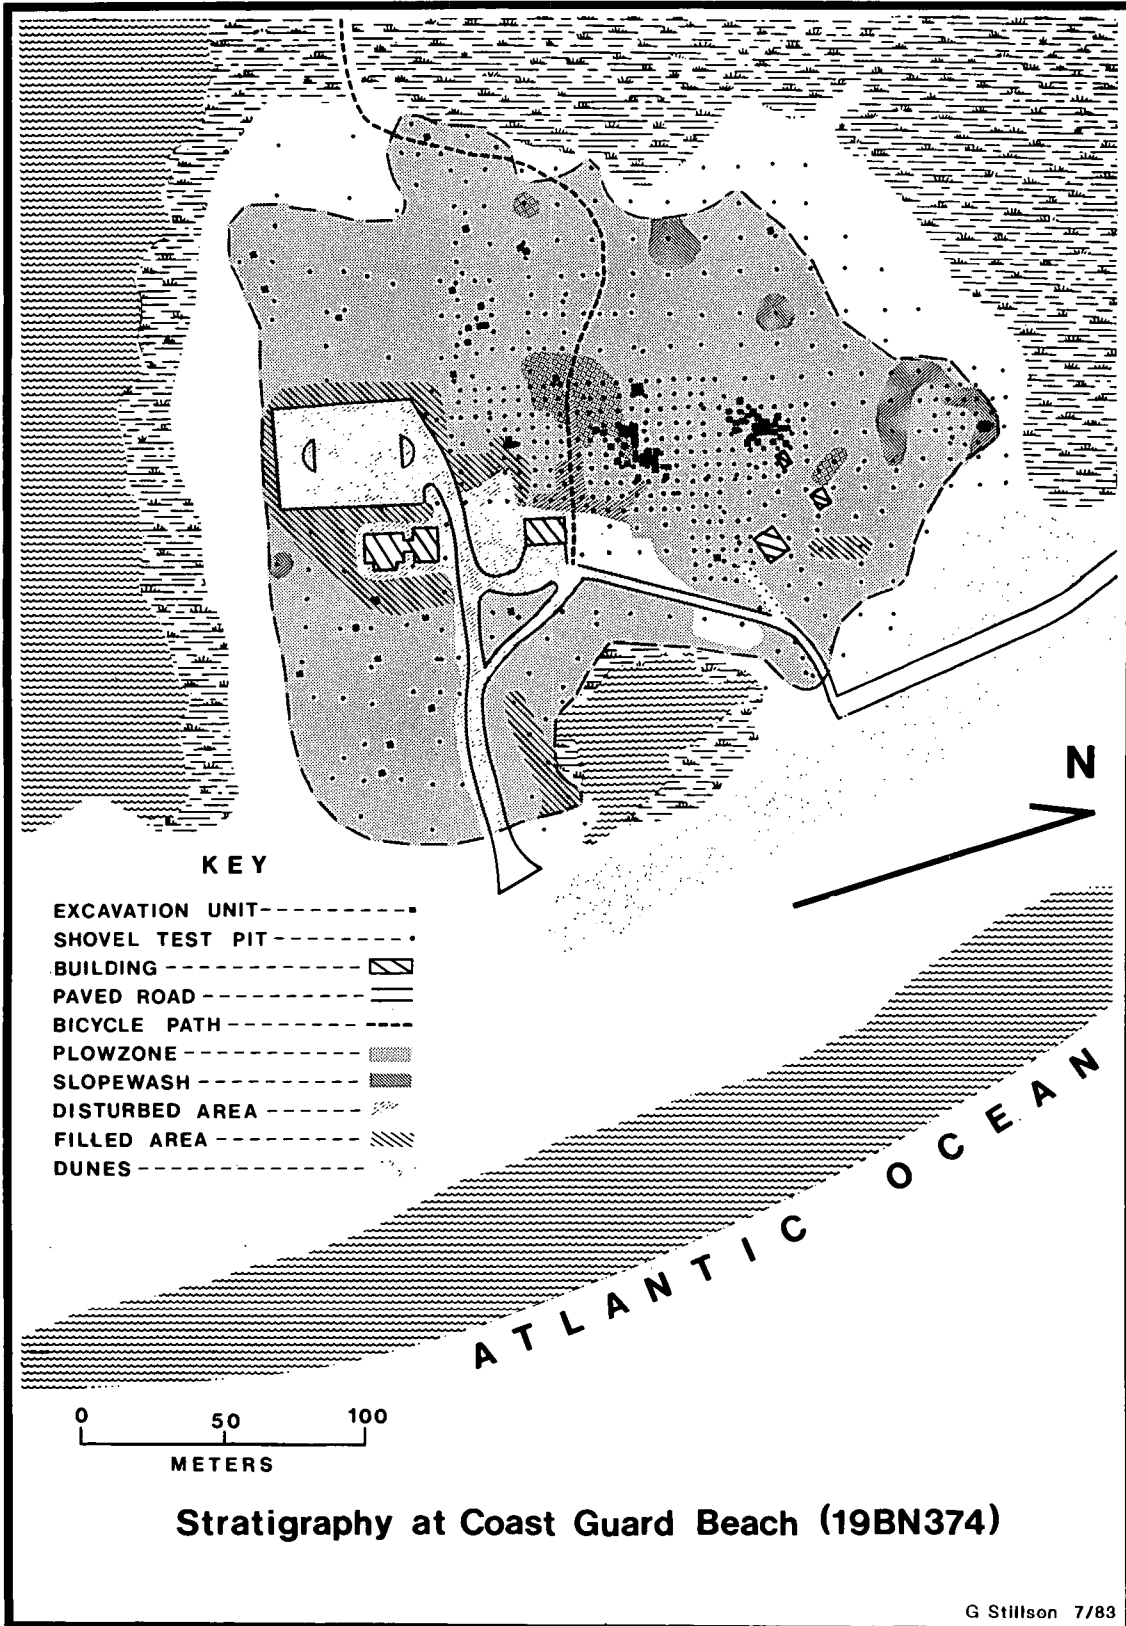 N
KEY
EXCAVATION UNIT
SHOVEL TEST PIT
BUILDING
PAVED ROAD
BICYCLE PATH
PLOWZONE
SLOPEWASH
DISTURBED AREA
FILLED AREA
DUNES
ATLANTIC OCEAN
0 50 100
METERS
Stratigraphy at Coast Guard Beach (19BN374)
G Stillson 7/83